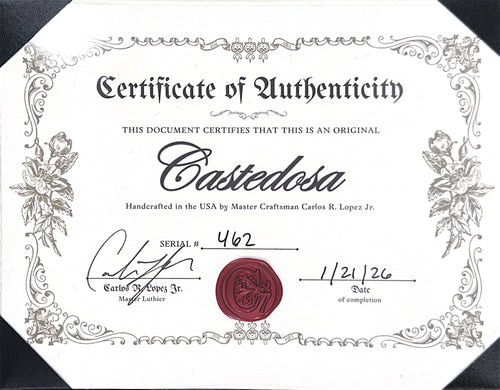 Certificate of Authenticity
THIS DOCUMENT CERTIFIES THAT THIS IS AN ORIGINAL
Castedosa
Handcrafted in the USA by Master Craftsman Carlos R. Lopez Jr.
SERIAL # 462
Carlos R. Lopez Jr.
Master Luthier
1/21/26
Date
of completion